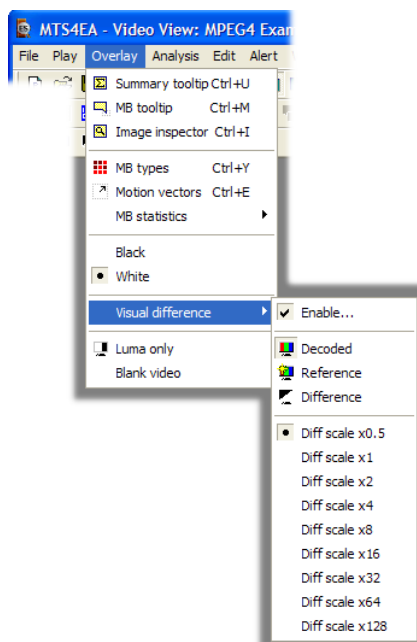 MTS4EA - Video View: MPEG4 Exam
File Play Overlay Analysis Edit Alert
Summary tooltip Ctrl+U
MB tooltip Ctrl+M
Image inspector Ctrl+I
MB types Ctrl+Y
Motion vectors Ctrl+E
MB statistics
Black
White
Visual difference
Luma only
Blank video
Enable...
Decoded
Reference
Difference
Diff scale x0.5
Diff scale x1
Diff scale x2
Diff scale x4
Diff scale x8
Diff scale x16
Diff scale x32
Diff scale x64
Diff scale x128